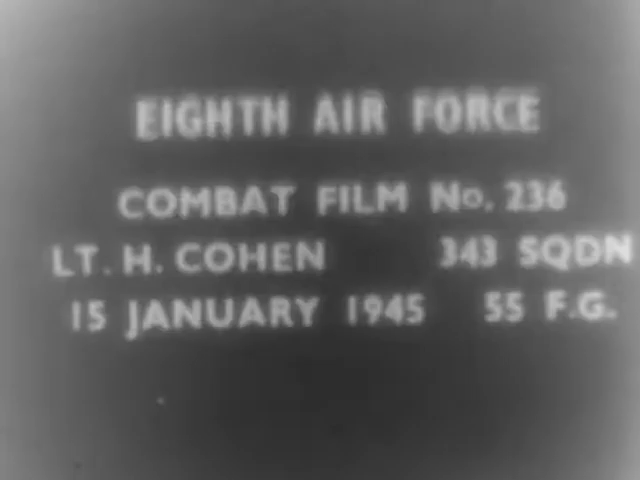 EIGHTH AIR FORCE
COMBAT FILM No. 236
LT. H. COHEN 343 SQDN
15 JANUARY 1945 55 F.G.